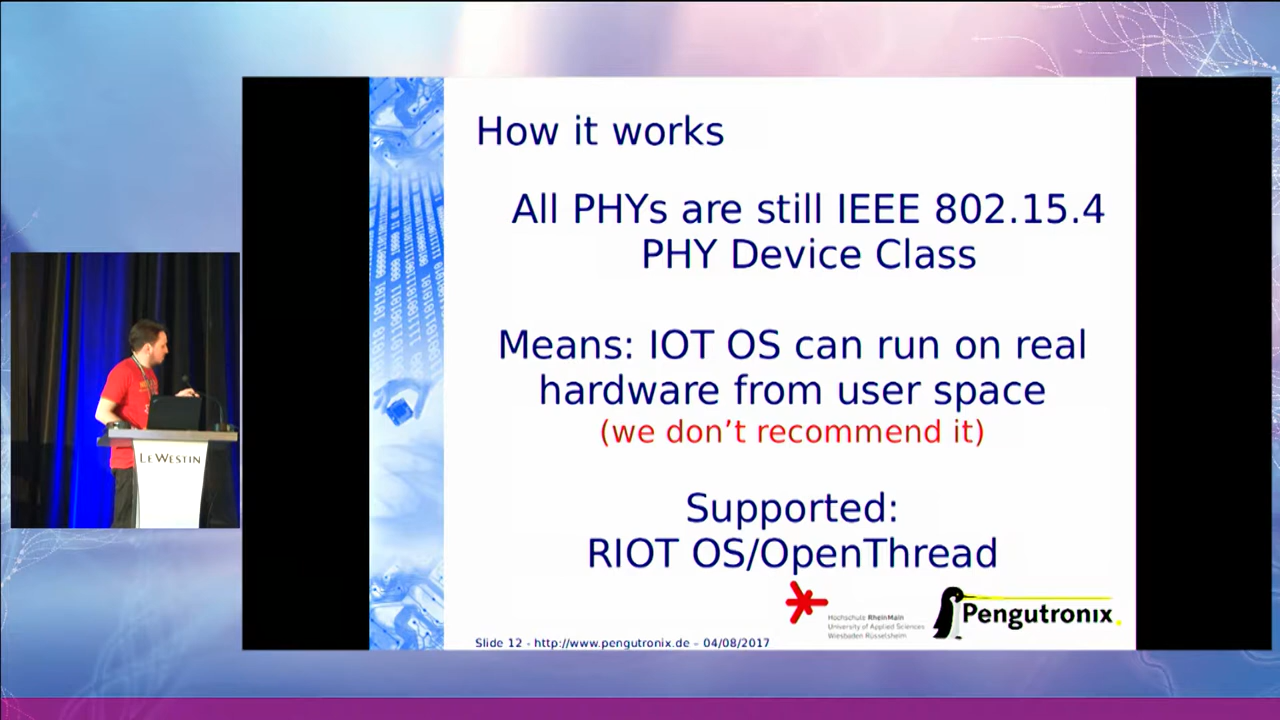 How it works
All PHYs are still IEEE 802.15.4
PHY Device Class
Means: IOT OS can run on real
hardware from user space
(we don’t recommend it)
Supported:
RIOT OS/OpenThread
Hochschule RheinMain
University of Applied Sciences
Wiesbaden Rüsselsheim
Pengutronix
Slide 12 - http://www.pengutronix.de – 04/08/2017
LE WESTIN